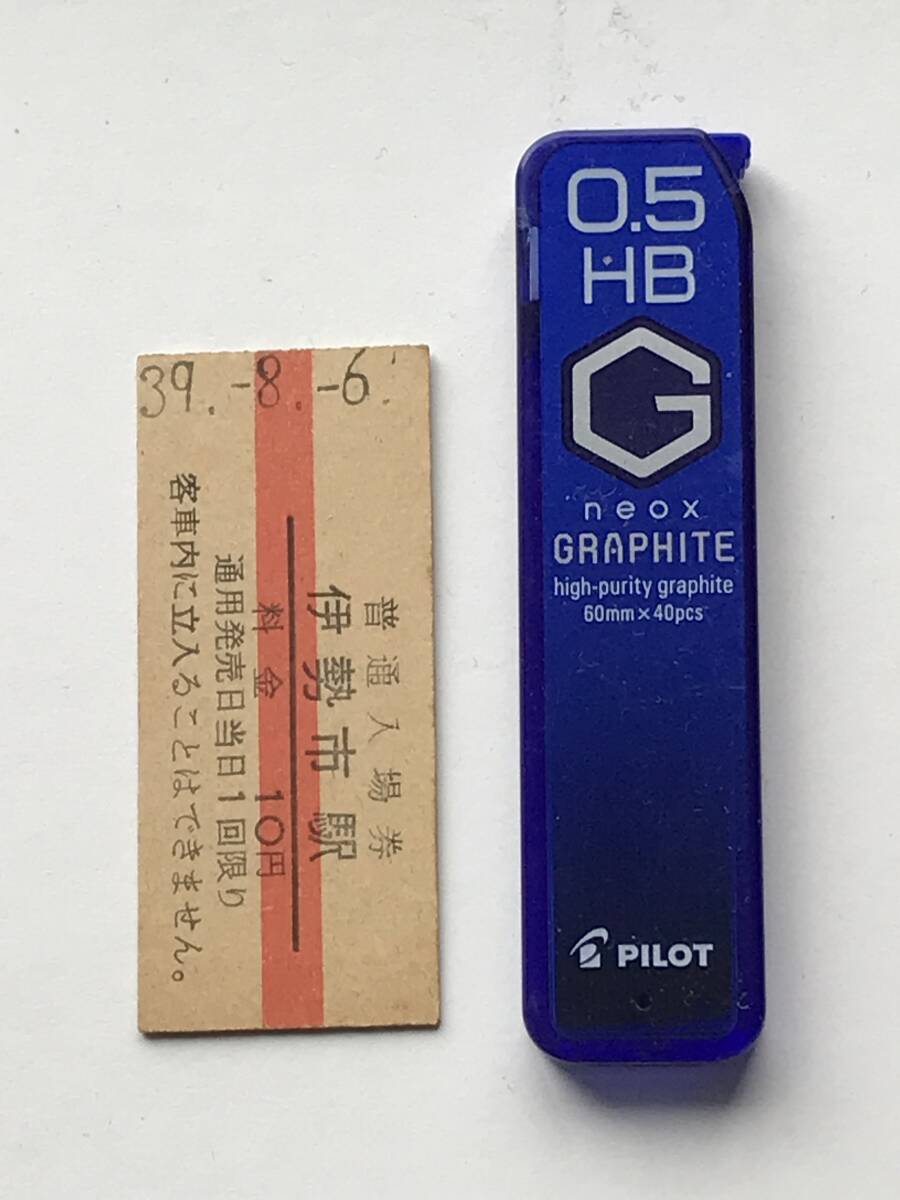 39.-8.-6.
普通入場券
伊勢市駅
料金 10円
通用発売日当日1回限り
客車内に立入ることはできません。
0.5
HB
G
neox
GRAPHITE
high-purity graphite
60mm×40pcs
PILOT